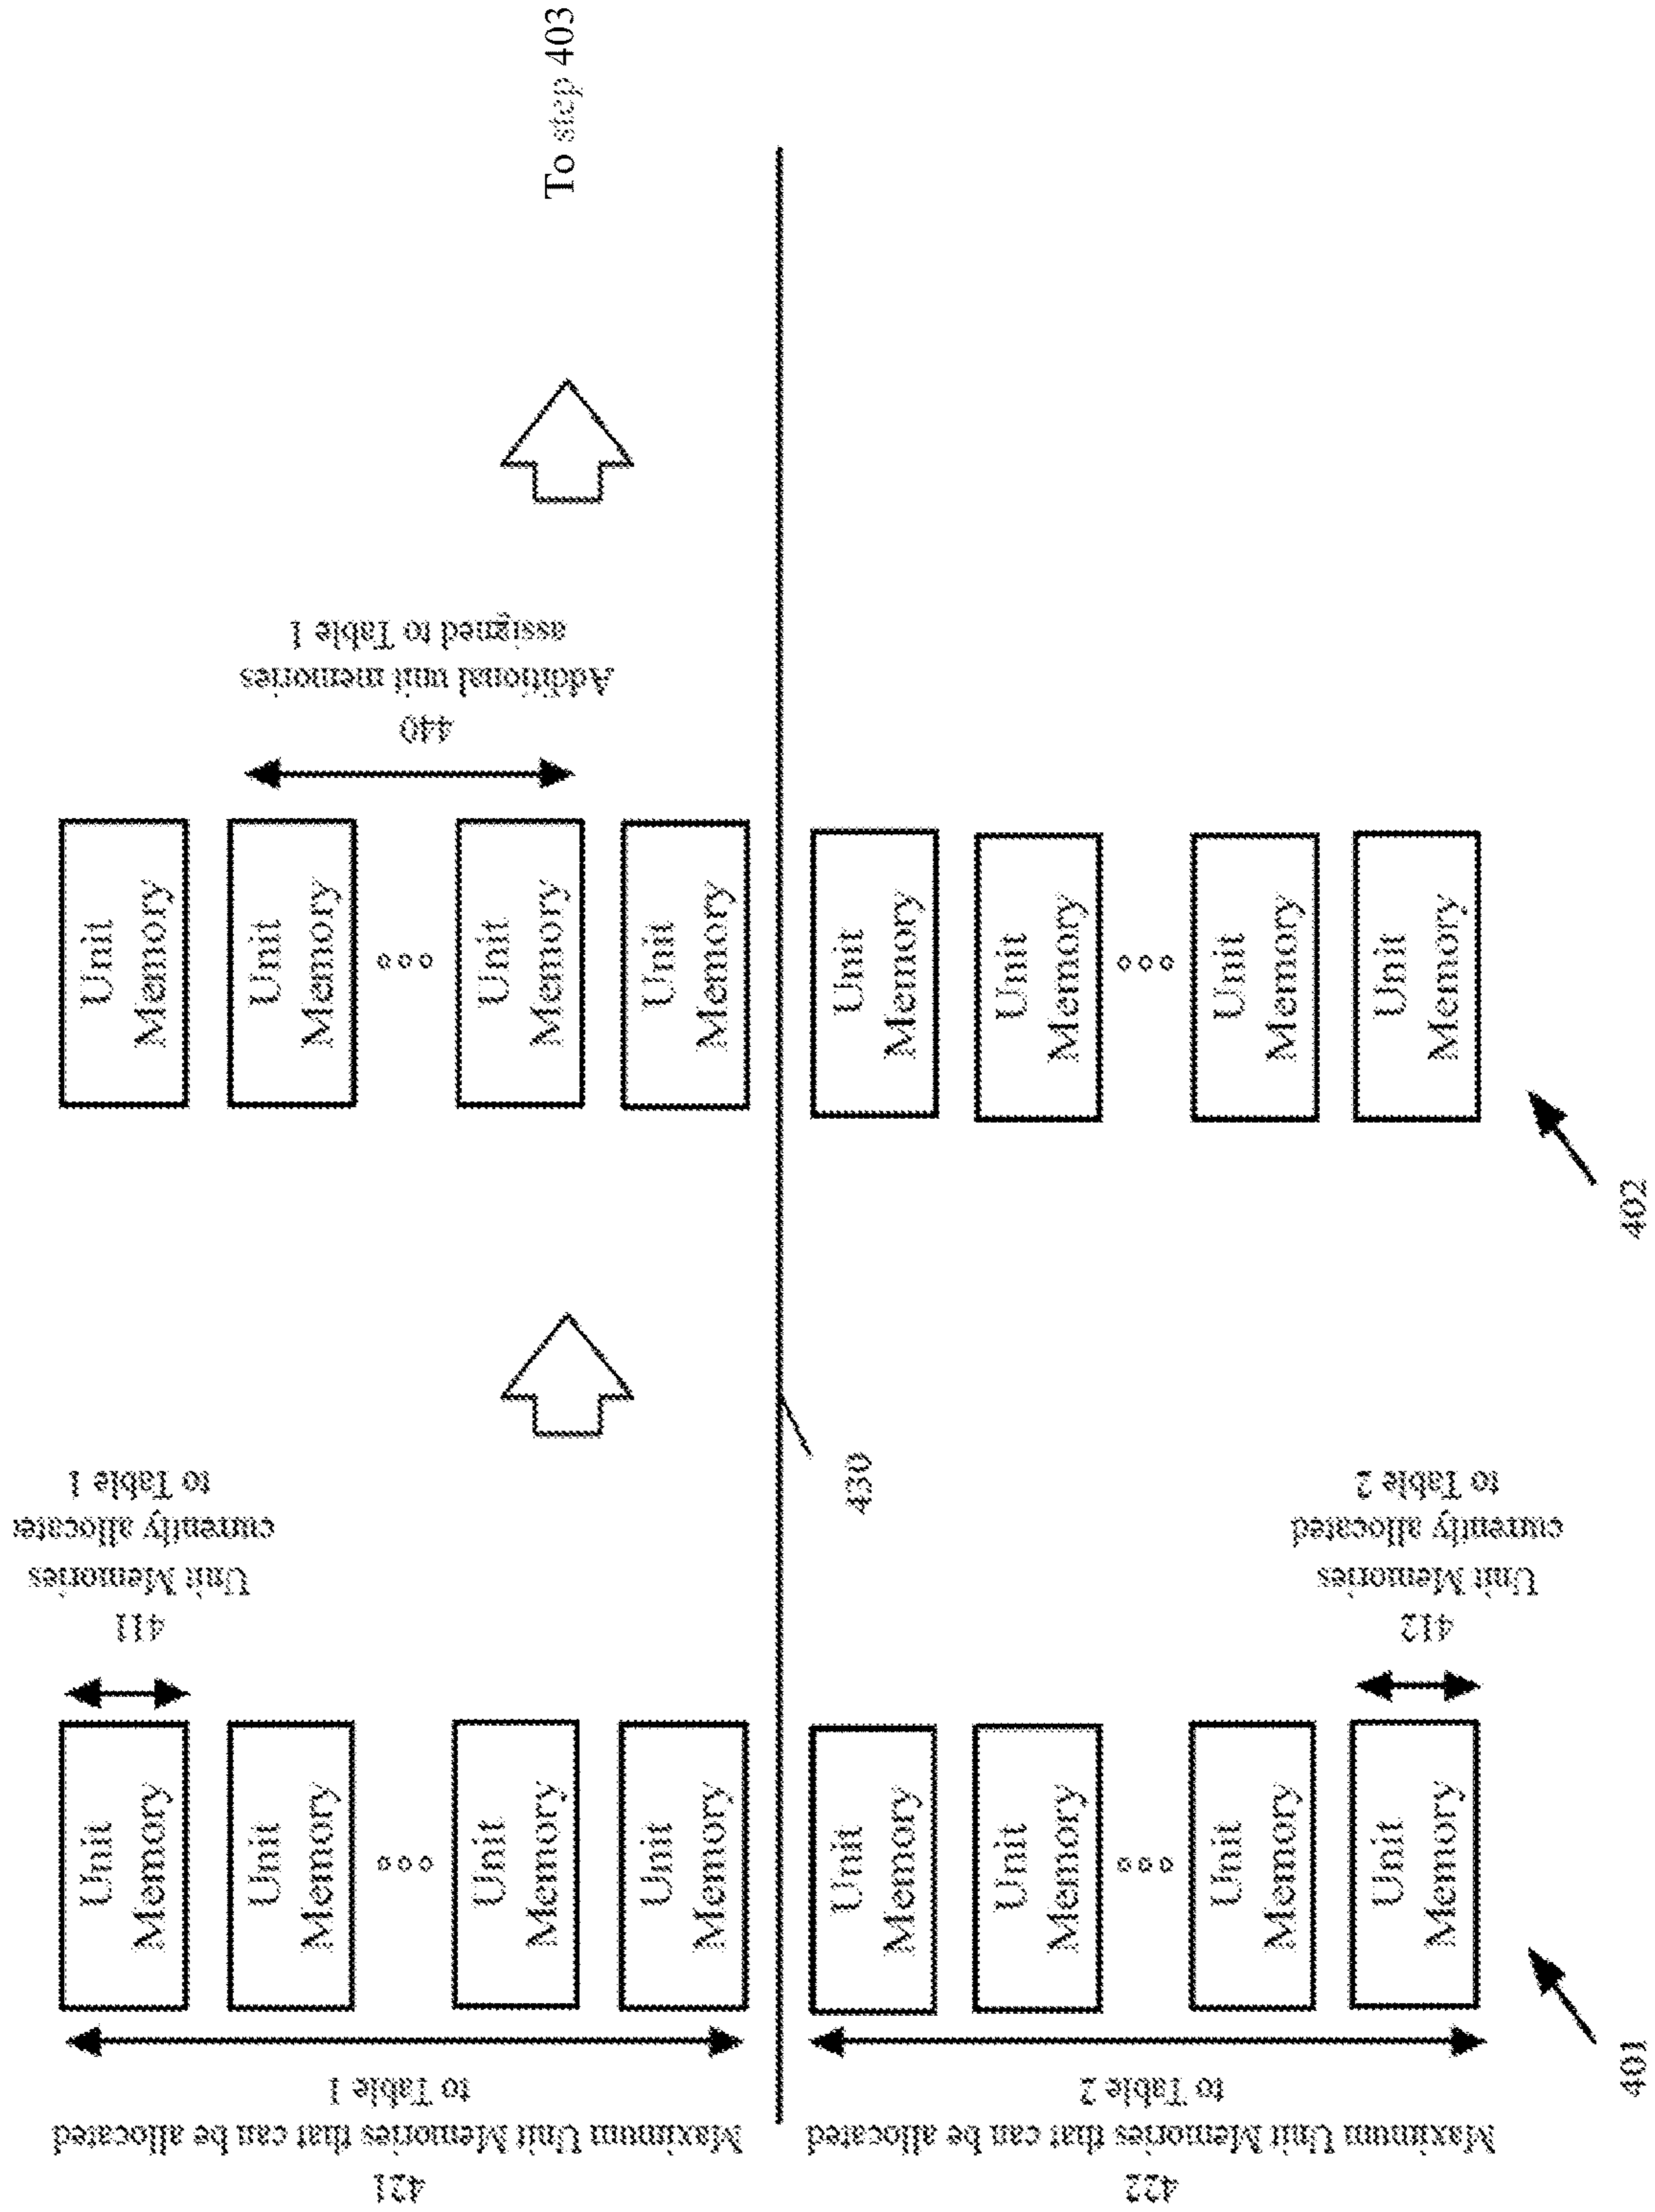 421
Maximum Unit Memories that can be allocated
to Table 1
Unit
Memory
Unit
Memory
Unit
Memory
Unit
Memory
411
Unit Memories
currently allocate
to Table 1
422
Maximum Unit Memories that can be allocated
to Table 2
Unit
Memory
Unit
Memory
Unit
Memory
Unit
Memory
412
Unit Memories
currently allocated
to Table 2
401
430
Unit
Memory
Unit
Memory
Unit
Memory
Unit
Memory
440
Additional unit memories
assigned to Table 1
Unit
Memory
Unit
Memory
Unit
Memory
Unit
Memory
402
To step 403